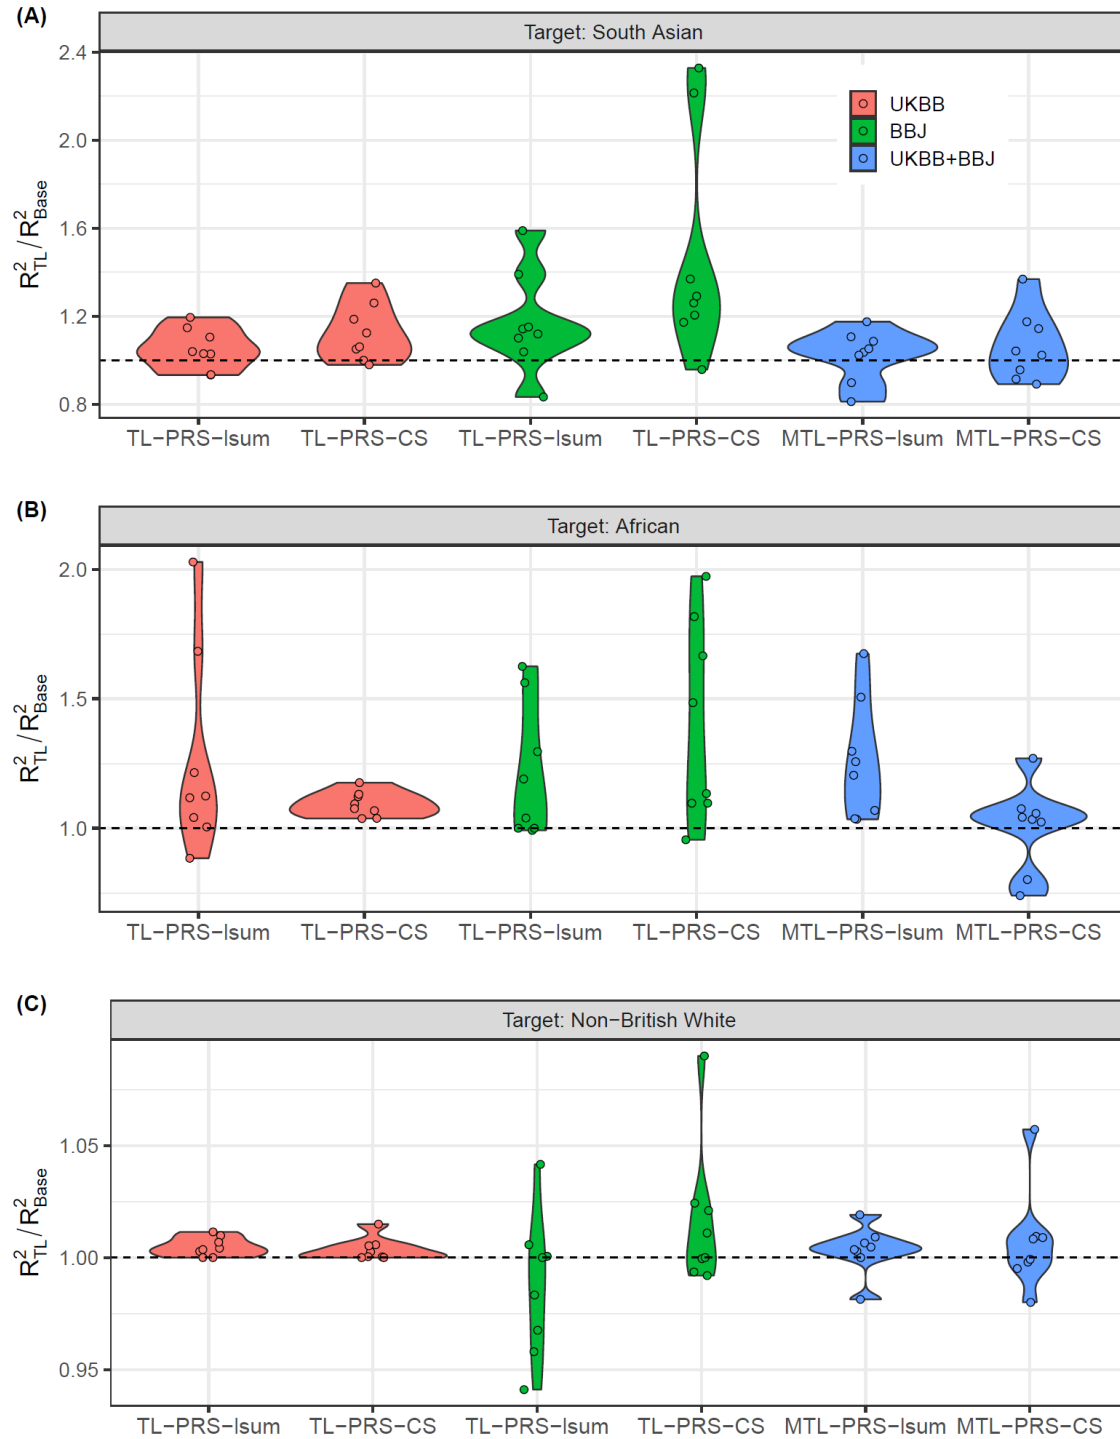 (A)
Target: South Asian
2.4
2.0
1.6
1.2
0.8
R²TL / R²Base
UKBB
BBJ
UKBB+BBJ
TL−PRS−lsum TL−PRS−CS TL−PRS−lsum TL−PRS−CS MTL−PRS−lsum MTL−PRS−CS
(B)
Target: African
2.0
1.5
1.0
R²TL / R²Base
TL−PRS−lsum TL−PRS−CS TL−PRS−lsum TL−PRS−CS MTL−PRS−lsum MTL−PRS−CS
(C)
Target: Non−British White
1.05
1.00
0.95
R²TL / R²Base
TL−PRS−lsum TL−PRS−CS TL−PRS−lsum TL−PRS−CS MTL−PRS−lsum MTL−PRS−CS